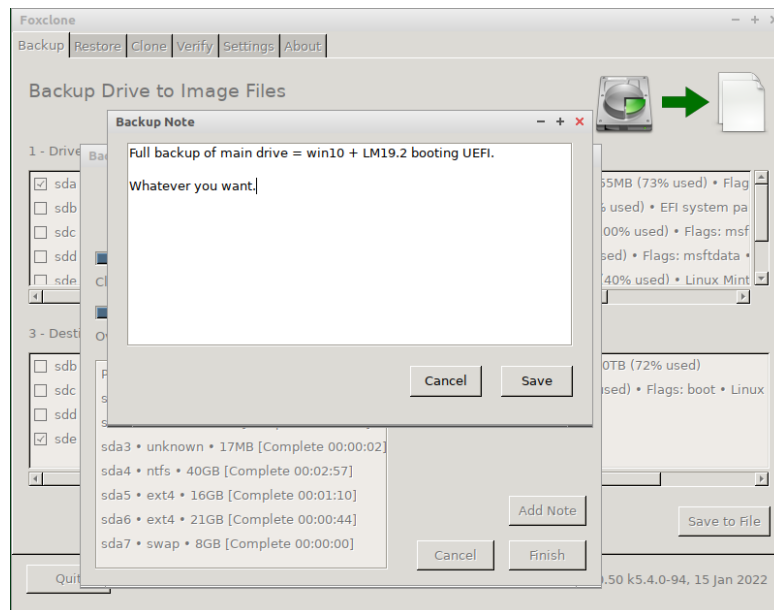 Foxclone
Backup Restore Clone Verify Settings About
Backup Drive to Image Files
Backup Note
Full backup of main drive = win10 + LM19.2 booting UEFI.
Whatever you want.
Cancel Save
1 - Drive
sda
sdb
sdc
sdd
sde
55MB (73% used) • Flag
used) • EFI system pa
00% used) • Flags: msf
sed) • Flags: msftdata •
40% used) • Linux Mint
3 - Desti
sdb
sdc
sdd
sde
0TB (72% used)
sed) • Flags: boot • Linux
sda3 • unknown • 17MB [Complete 00:00:02]
sda4 • ntfs • 40GB [Complete 00:02:57]
sda5 • ext4 • 16GB [Complete 00:01:10]
sda6 • ext4 • 21GB [Complete 00:00:44]
sda7 • swap • 8GB [Complete 00:00:00]
Add Note
Cancel Finish
Save to File
Quit
.50 k5.4.0-94, 15 Jan 2022